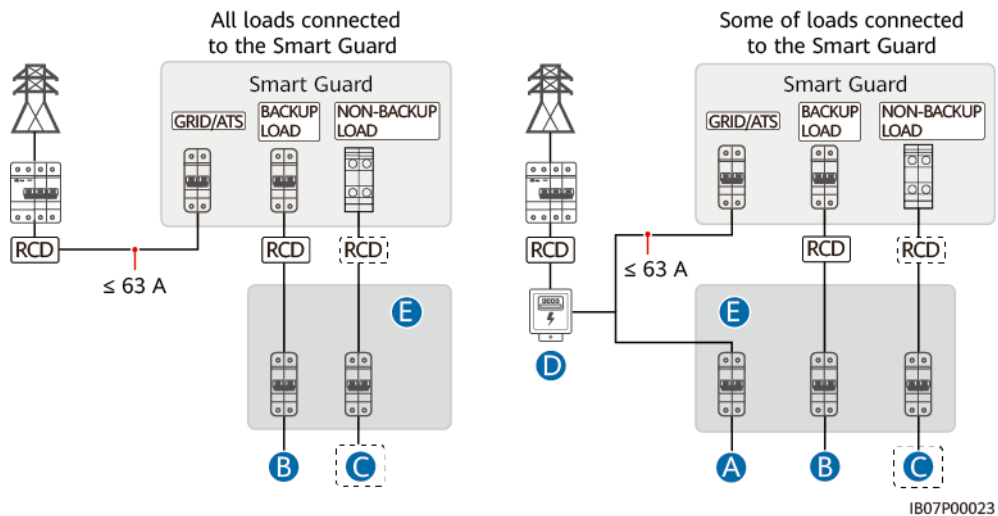 All loads connected
to the Smart Guard
Smart Guard
GRID/ATS
BACKUP
LOAD
NON-BACKUP
LOAD
RCD
≤ 63 A
RCD
RCD
E
B
C
Some of loads connected
to the Smart Guard
Smart Guard
GRID/ATS
BACKUP
LOAD
NON-BACKUP
LOAD
RCD
≤ 63 A
RCD
RCD
D
E
A
B
C
IB07P00023